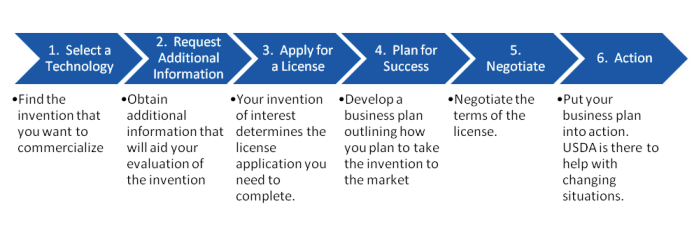 1. Select a
Technology
2. Request
Additional
Information
3. Apply for
a License
4. Plan for
Success
5.
Negotiate
6. Action
•Find the
invention that
you want to
commercialize
•Obtain
additional
information that
will aid your
evaluation of
the invention
•Your invention
of interest
determines the
license
application you
need to
complete.
•Develop a
business plan
outlining how
you plan to take
the invention to
the market
•Negotiate the
terms of the
license.
•Put your
business plan
into action.
USDA is there to
help with
changing
situations.